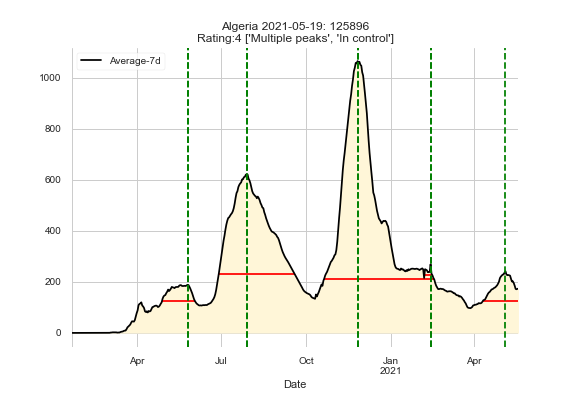 Algeria 2021-05-19: 125896
Rating:4 ['Multiple peaks', 'In control']
Average-7d
1000
800
600
400
200
0
Apr Jul Oct Jan Apr
2021
Date